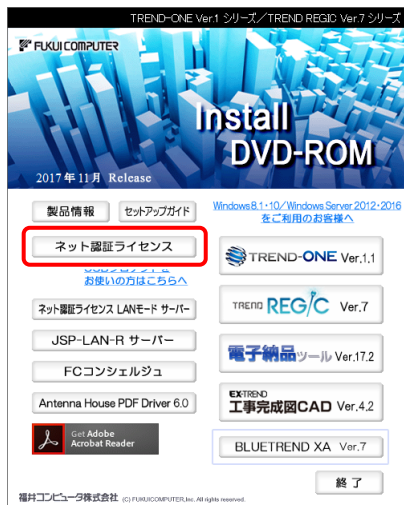 TREND-ONE Ver.1 シリーズ／TREND REGIC Ver.7 シリーズ
FUKUI COMPUTER
Install
DVD-ROM
2017年11月 Release
製品情報
セットアップガイド
Windows8.1・10／Windows Server 2012・2016
をご利用のお客様へ
ネット認証ライセンス
お使いの方はこちらへ
TREND-ONE Ver.1.1
ネット認証ライセンス LANモード サーバー
TREND REGIC Ver.7
JSP-LAN-R サーバー
電子納品ツール Ver.17.2
FCコンシェルジュ
EX-TREND
工事完成図CAD Ver.4.2
Antenna House PDF Driver 6.0
Get Adobe
Acrobat Reader
BLUETREND XA Ver.7
終 了
福井コンピュータ株式会社 (C) FUKUICOMPUTER,Inc. All rights reserved.